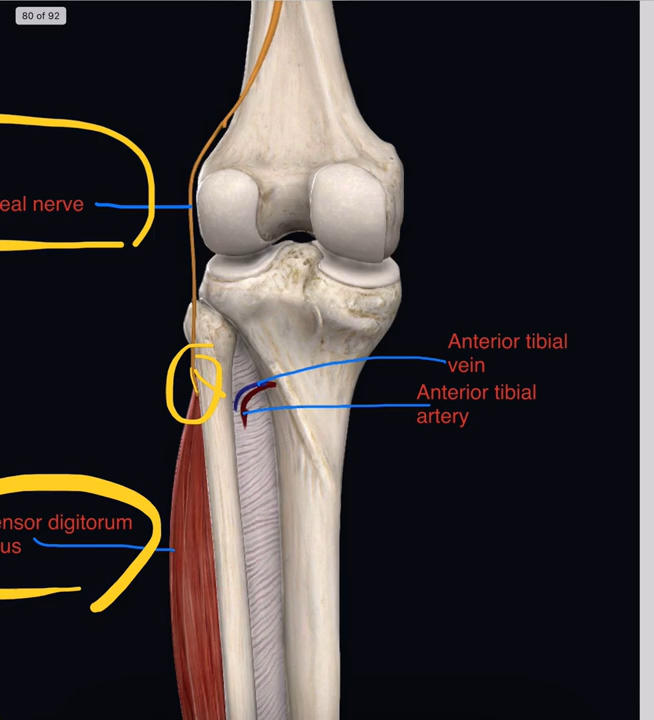 80 of 92
eal nerve
Anterior tibial
vein
Anterior tibial
artery
ensor digitorum
us